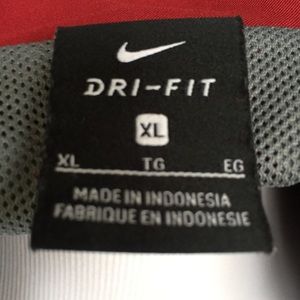 DRI-FIT
XL
XL TG EG
MADE IN INDONESIA
FABRIQUE EN INDONESIE